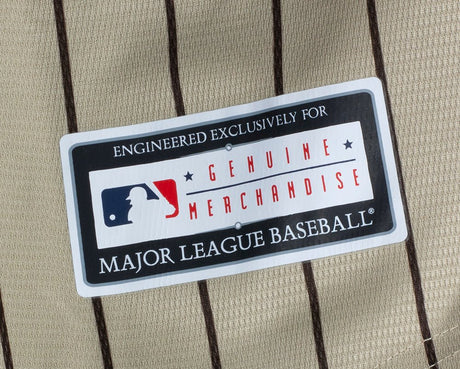 ENGINEERED EXCLUSIVELY FOR
GENUINE
MERCHANDISE
MAJOR LEAGUE BASEBALL®